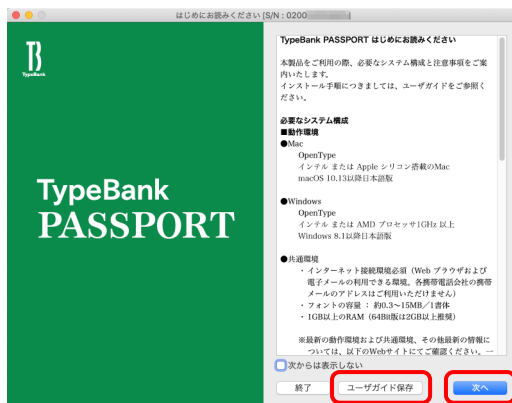 はじめにお読みください [S/N : 0200
TB
TypeBank
TypeBank
PASSPORT
TypeBank PASSPORT はじめにお読みください
本製品をご利用の際、必要なシステム構成と注意事項をご案
内いたします。
インストール手順につきましては、ユーザガイドをご参照く
ださい。
必要なシステム構成
■動作環境
●Mac
OpenType
インテル または Apple シリコン搭載のMac
macOS 10.13以降日本語版
●Windows
OpenType
インテル または AMD プロセッサ1GHz 以上
Windows 8.1以降日本語版
●共通環境
・インターネット接続環境必須（Web ブラウザおよび
電子メールの利用できる環境。各携帯電話会社の携帯
メールのアドレスはご利用いただけません）
・フォントの容量 ： 約0.3〜15MB／1書体
・1GB以上のRAM（64Bit版は2GB以上推奨）
※最新の動作環境および共通環境、その他最新の情報に
ついては、以下のWebサイトにてご確認ください。一
次からは表示しない
終了
ユーザガイド保存
次へ